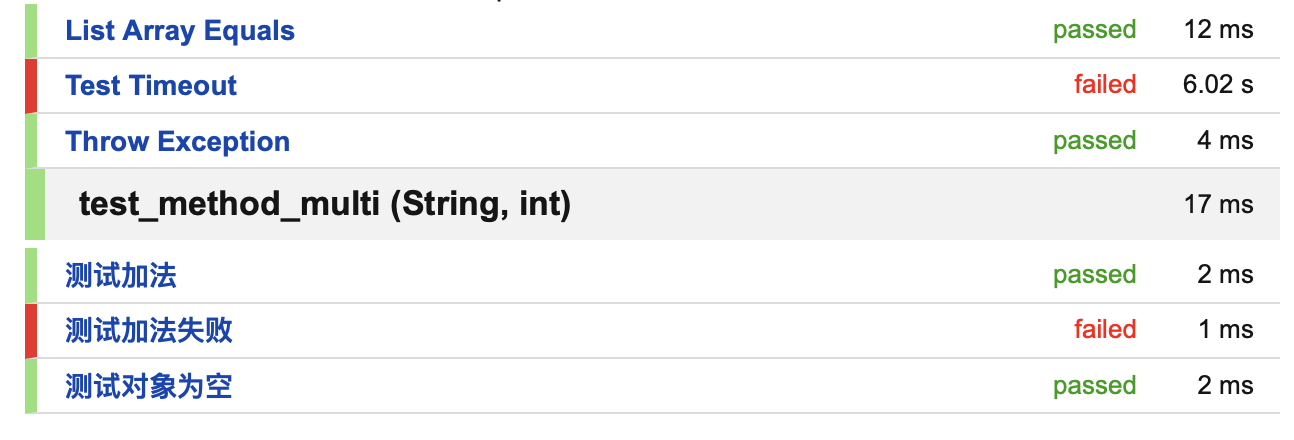 List Array Equals passed 12 ms
Test Timeout failed 6.02 s
Throw Exception passed 4 ms
test_method_multi (String, int) 17 ms
测试加法 passed 2 ms
测试加法失败 failed 1 ms
测试对象为空 passed 2 ms